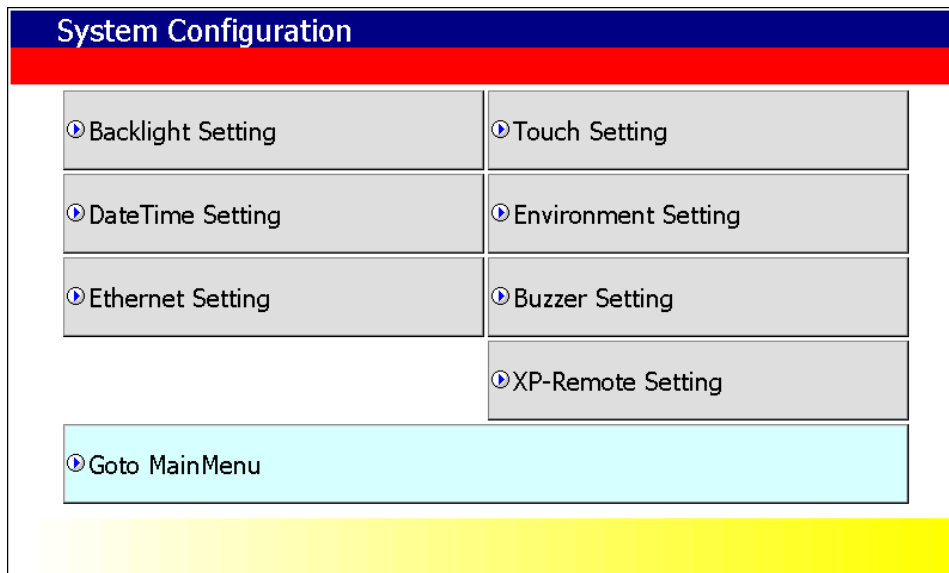 System Configuration
Backlight Setting
Touch Setting
DateTime Setting
Environment Setting
Ethernet Setting
Buzzer Setting
XP-Remote Setting
Goto MainMenu